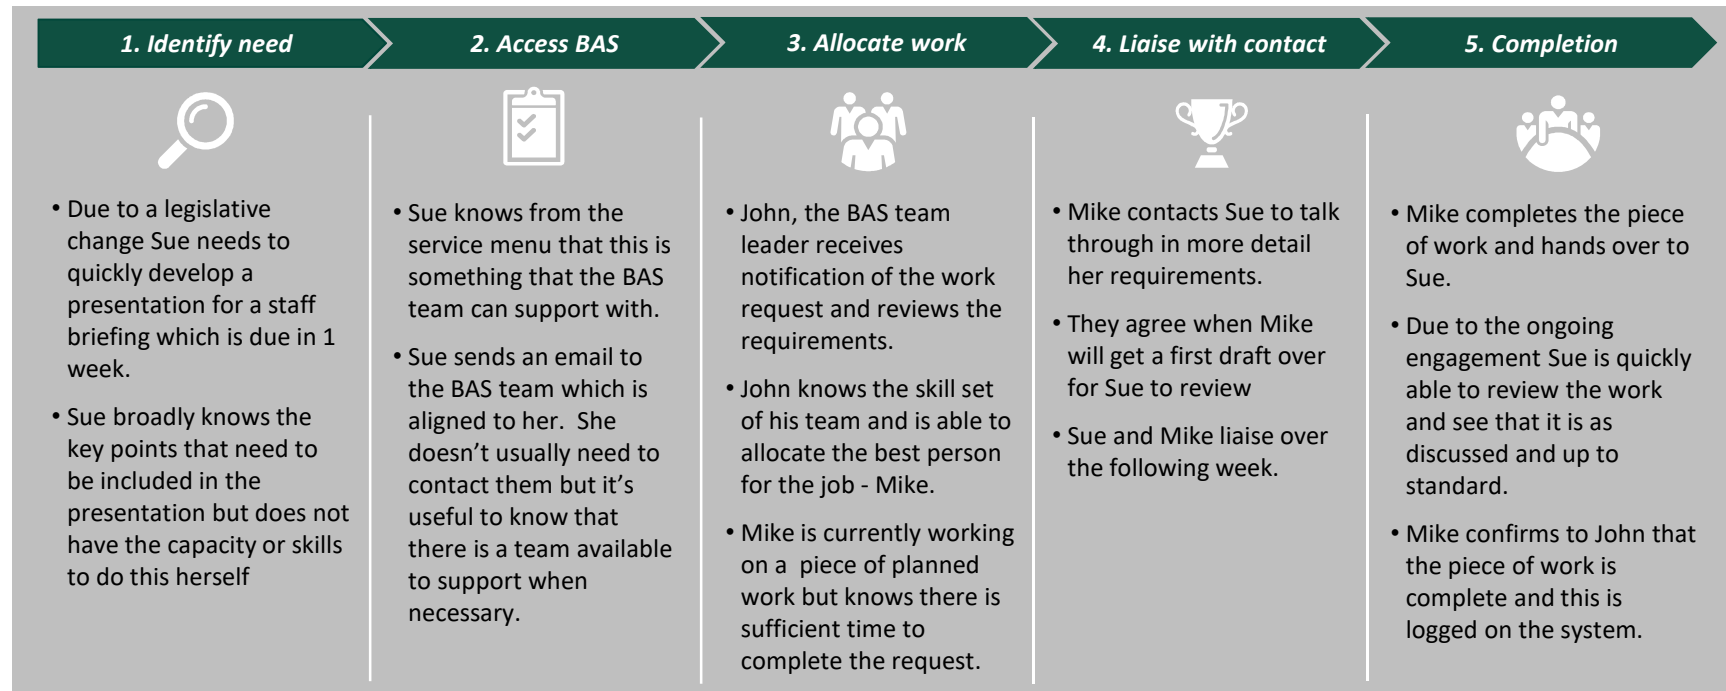 1. Identify need
2. Access BAS
3. Allocate work
4. Liaise with contact
5. Completion
• Due to a legislative
change Sue needs to
quickly develop a
presentation for a staff
briefing which is due in 1
week.
• Sue broadly knows the
key points that need to
be included in the
presentation but does not
have the capacity or skills
to do this herself
• Sue knows from the
service menu that this is
something that the BAS
team can support with.
• Sue sends an email to
the BAS team which is
aligned to her.  She
doesn’t usually need to
contact them but it’s
useful to know that
there is a team available
to support when
necessary.
• John, the BAS team
leader receives
notification of the work
request and reviews the
requirements.
• John knows the skill set
of his team and is able to
allocate the best person
for the job - Mike.
• Mike is currently working
on a  piece of planned
work but knows there is
sufficient time to
complete the request.
• Mike contacts Sue to talk
through in more detail
her requirements.
• They agree when Mike
will get a first draft over
for Sue to review
• Sue and Mike liaise over
the following week.
• Mike completes the piece
of work and hands over to
Sue.
• Due to the ongoing
engagement Sue is quickly
able to review the work
and see that it is as
discussed and up to
standard.
• Mike confirms to John that
the piece of work is
complete and this is
logged on the system.